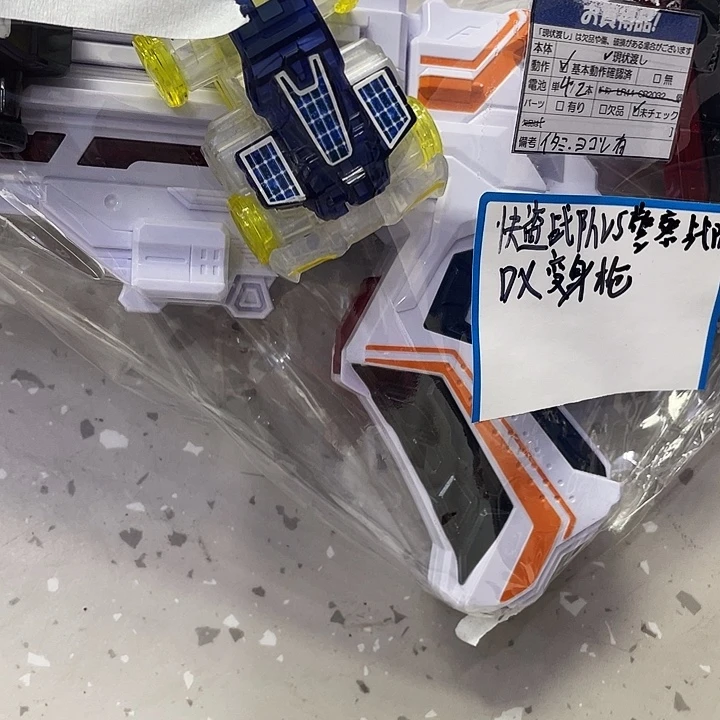 お買得品!
「現状渡し」は欠品や傷、破損がある場合がございます
本体 ✓現状渡し
動作 ☑基本動作確認済 □無
電池 単4・2本
パーツ □有り □欠品 ☑未チェック
備考 イタミ・ヨゴレ有
快盗战队VS警察战队
DX变身枪